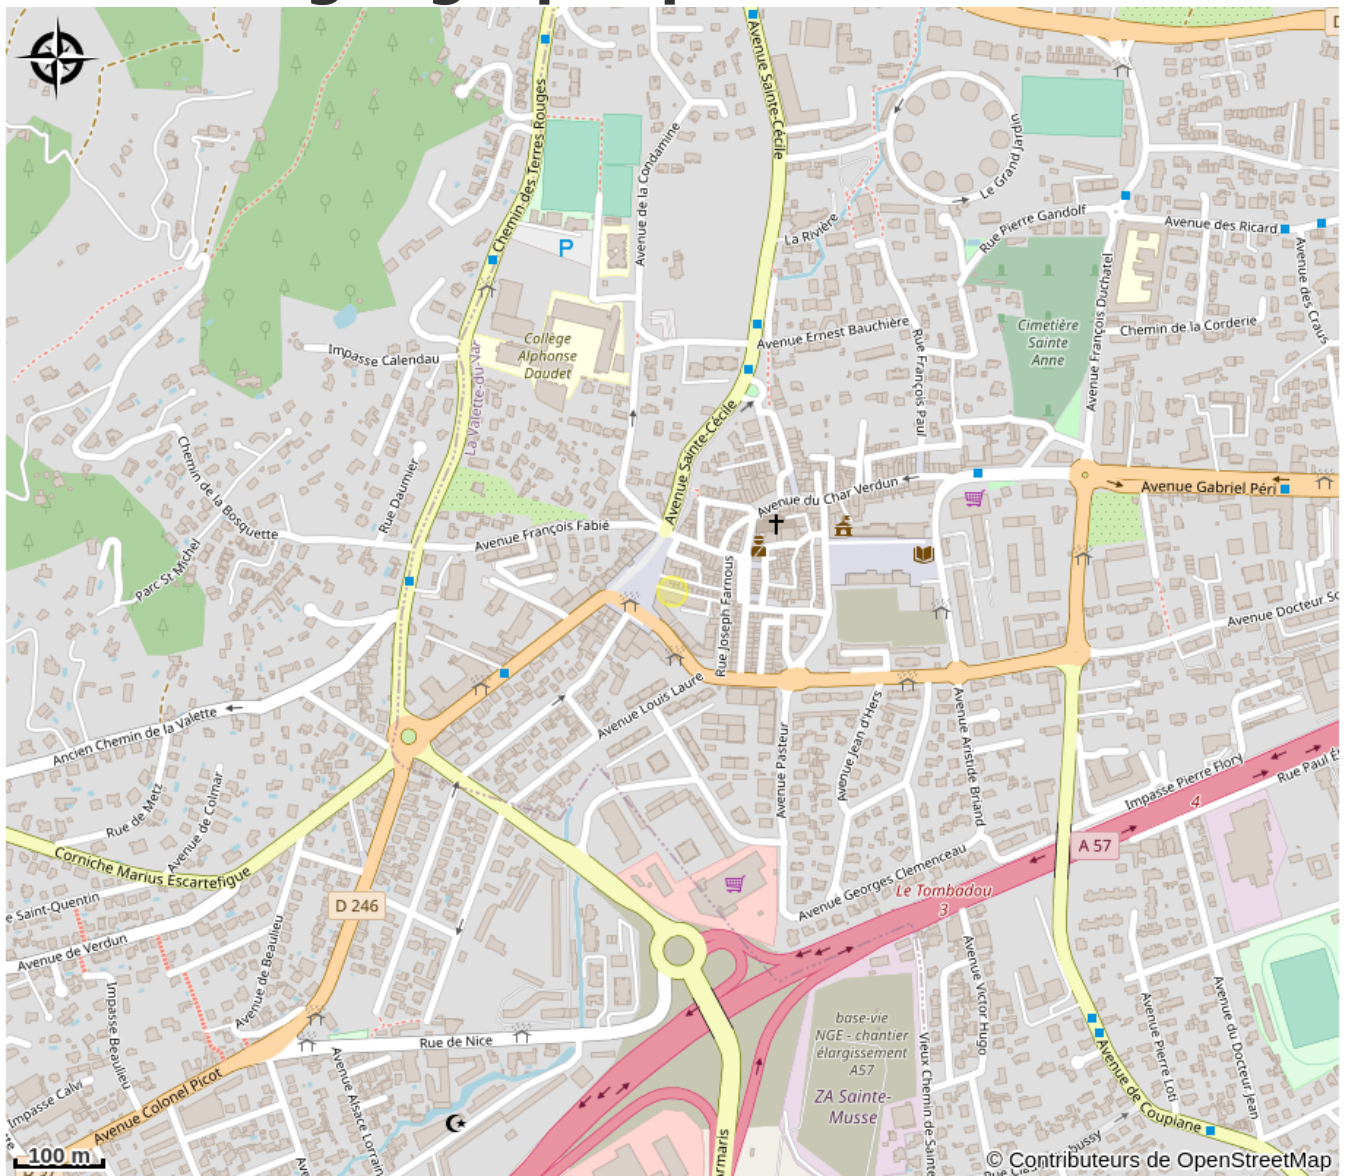 D
Avenue Sainte-Cécile
Chemin des Terres Rouges
Avenue de la Condamine
Le Grand Jardin
P
La Rivière
Rue Pierre Gandolf
Avenue des Ricard
Avenue des Craus
Avenue François Duchatel
Cimetière
Sainte
Anne
Chemin de la Corderie
Avenue Ernest Bauchière
Rue François Paul
Impasse Calendau
Collège
Alphonse
Daudet
La Valette-du-Var
Avenue Sainte-Cécile
Chemin de la Bosquette
Rue Daumier
Avenue du Char Verdun
Avenue Gabriel Péri
Avenue François Fabié
Parc St Michel
Rue Joseph Farnous
Avenue Docteur
Avenue Louis Laure
Ancien Chemin de la Valette
Avenue Pasteur
Avenue Jean d'Hers
Avenue Aristide Briand
Impasse Pierre Flory
Rue Paul
4
Rue de Metz
Avenue de Colmar
A 57
Corniche Marius Escartefigue
Avenue Georges Clemenceau
Le Tombadou
3
D 246
Saint-Quentin
Avenue de Verdun
Avenue de Beaulieu
Impasse Beaulieu
Avenue Victor Hugo
Avenue Pierre Loti
Avenue du Docteur Jean
base-vie
NGE - chantier
élargissement
A57
Rue de Nice
Vieux Chemin de Sainte
Avenue de Coupiane
ZA Sainte-
Musse
Impasse Calvi
Avenue Colonel Picot
Avenue Alsace Lorraine
100 m
© Contributeurs de OpenStreetMap